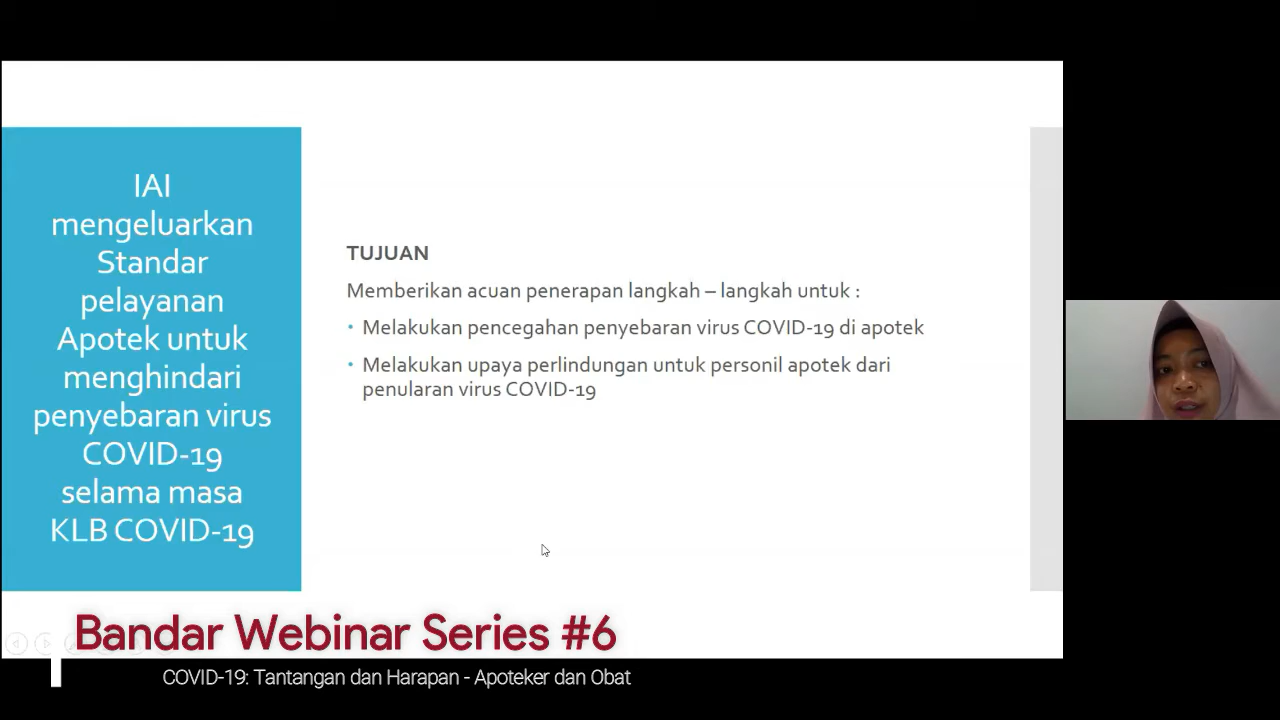 IAI
mengeluarkan
Standar
pelayanan
Apotek untuk
menghindari
penyebaran virus
COVID-19
selama masa
KLB COVID-19
TUJUAN
Memberikan acuan penerapan langkah – langkah untuk :
• Melakukan pencegahan penyebaran virus COVID-19 di apotek
• Melakukan upaya perlindungan untuk personil apotek dari
penularan virus COVID-19
Bandar Webinar Series #6
COVID-19: Tantangan dan Harapan - Apoteker dan Obat